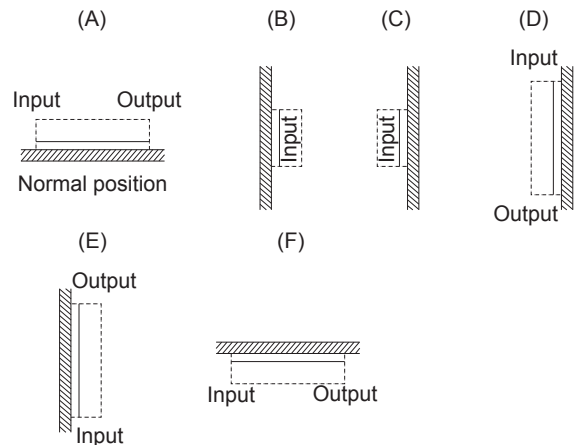 (A)
(B)
(C)
(D)
Input
Input Output
Input
Input
Normal position
Output
(E)
(F)
Output
Input Output
Input